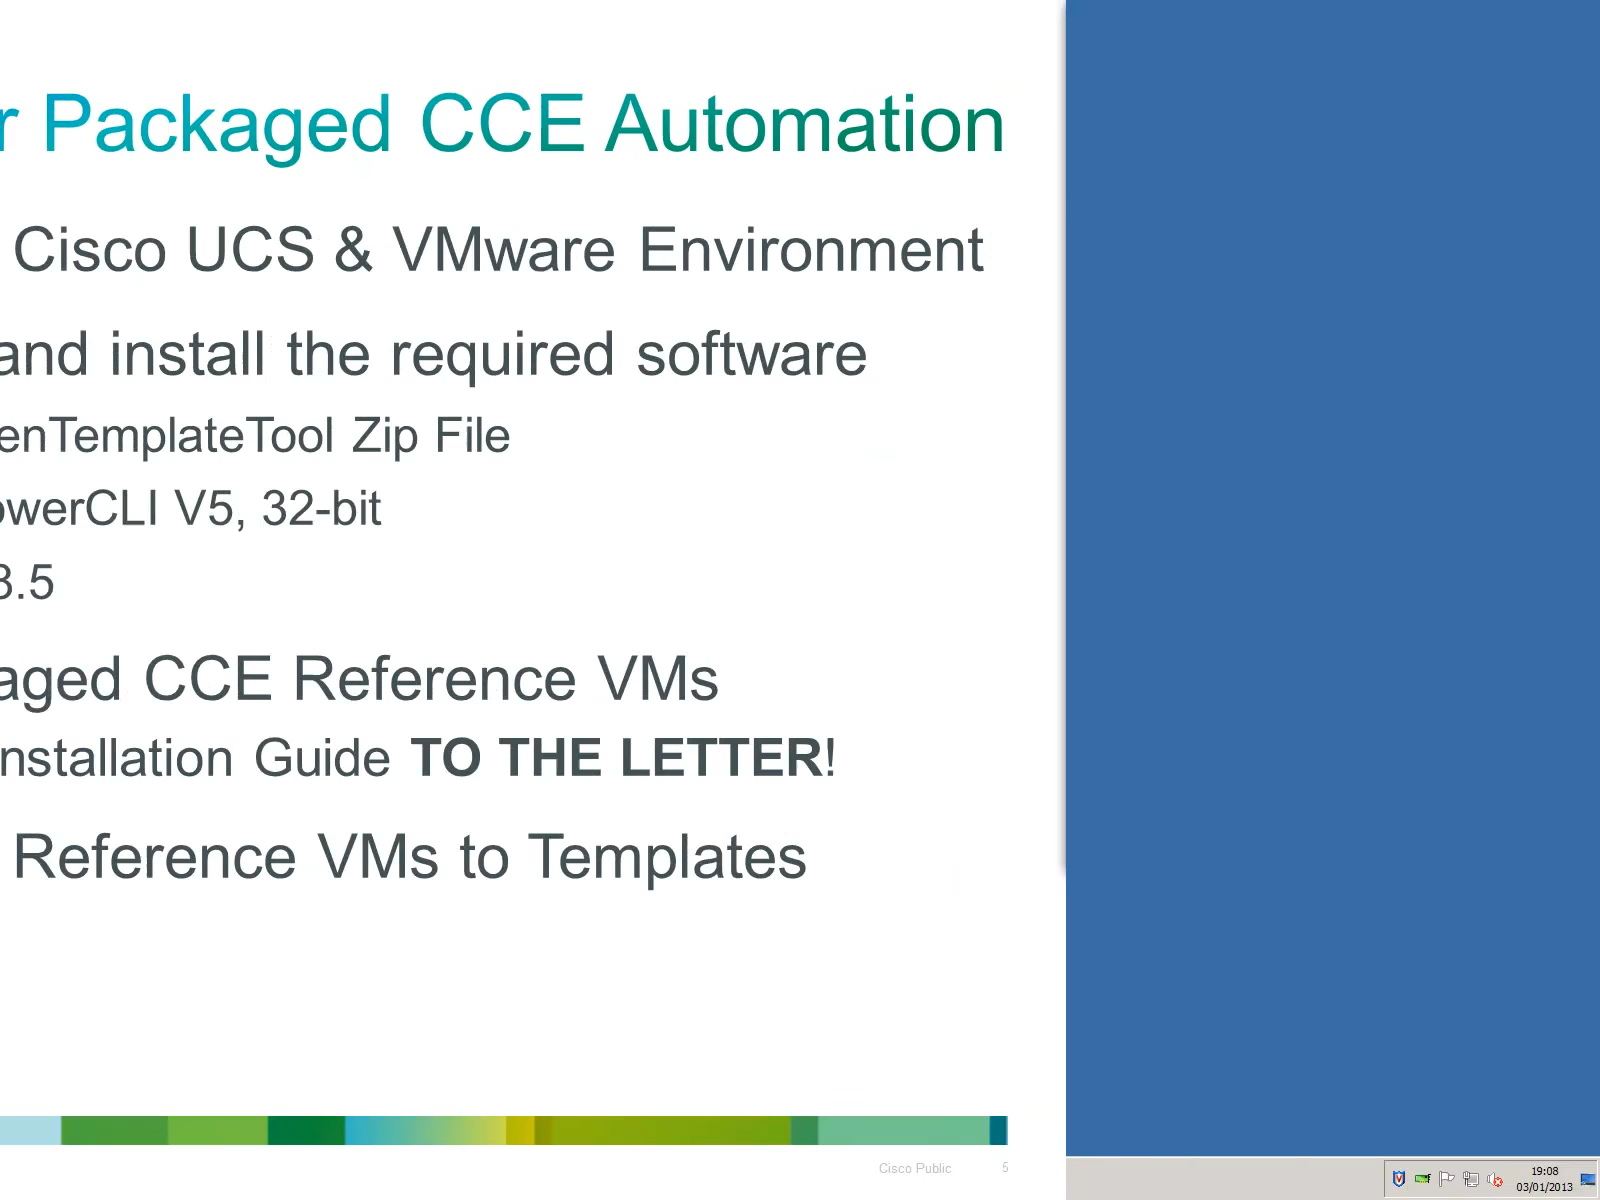 r Packaged CCE Automation
Cisco UCS & VMware Environment
and install the required software
enTemplateTool Zip File
owerCLI V5, 32-bit
3.5
aged CCE Reference VMs
nstallation Guide TO THE LETTER!
Reference VMs to Templates
Cisco Public 5
19:08
03/01/2013